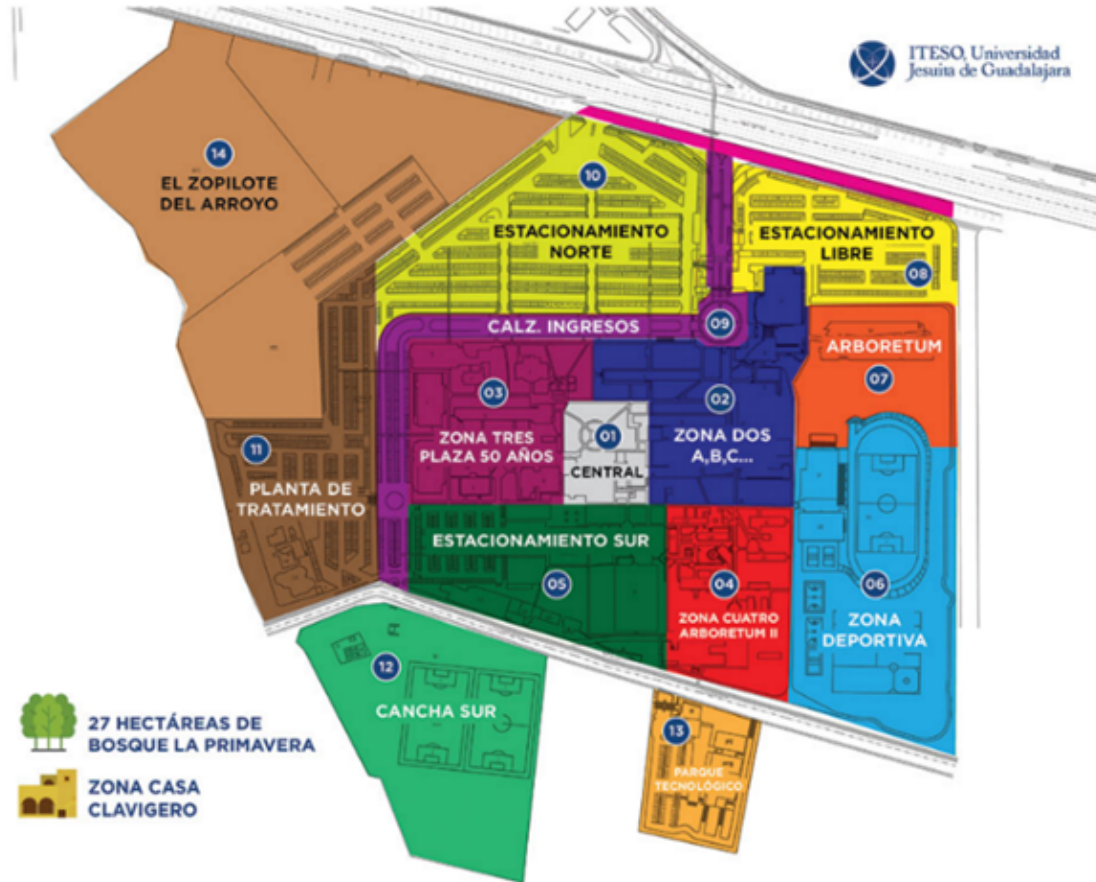 ITESO, Universidad
Jesuita de Guadalajara
14
EL ZOPILOTE
DEL ARROYO
10
ESTACIONAMIENTO
NORTE
ESTACIONAMIENTO
LIBRE
08
CALZ. INGRESOS
09
ARBORETUM
07
03
ZONA TRES
PLAZA 50 AÑOS
01
CENTRAL
02
ZONA DOS
A,B,C...
11
PLANTA DE
TRATAMIENTO
ESTACIONAMIENTO SUR
05
04
ZONA CUATRO
ARBORETUM II
06
ZONA
DEPORTIVA
12
CANCHA SUR
13
PARQUE
TECNOLÓGICO
27 HECTÁREAS DE
BOSQUE LA PRIMAVERA
ZONA CASA
CLAVIGERO